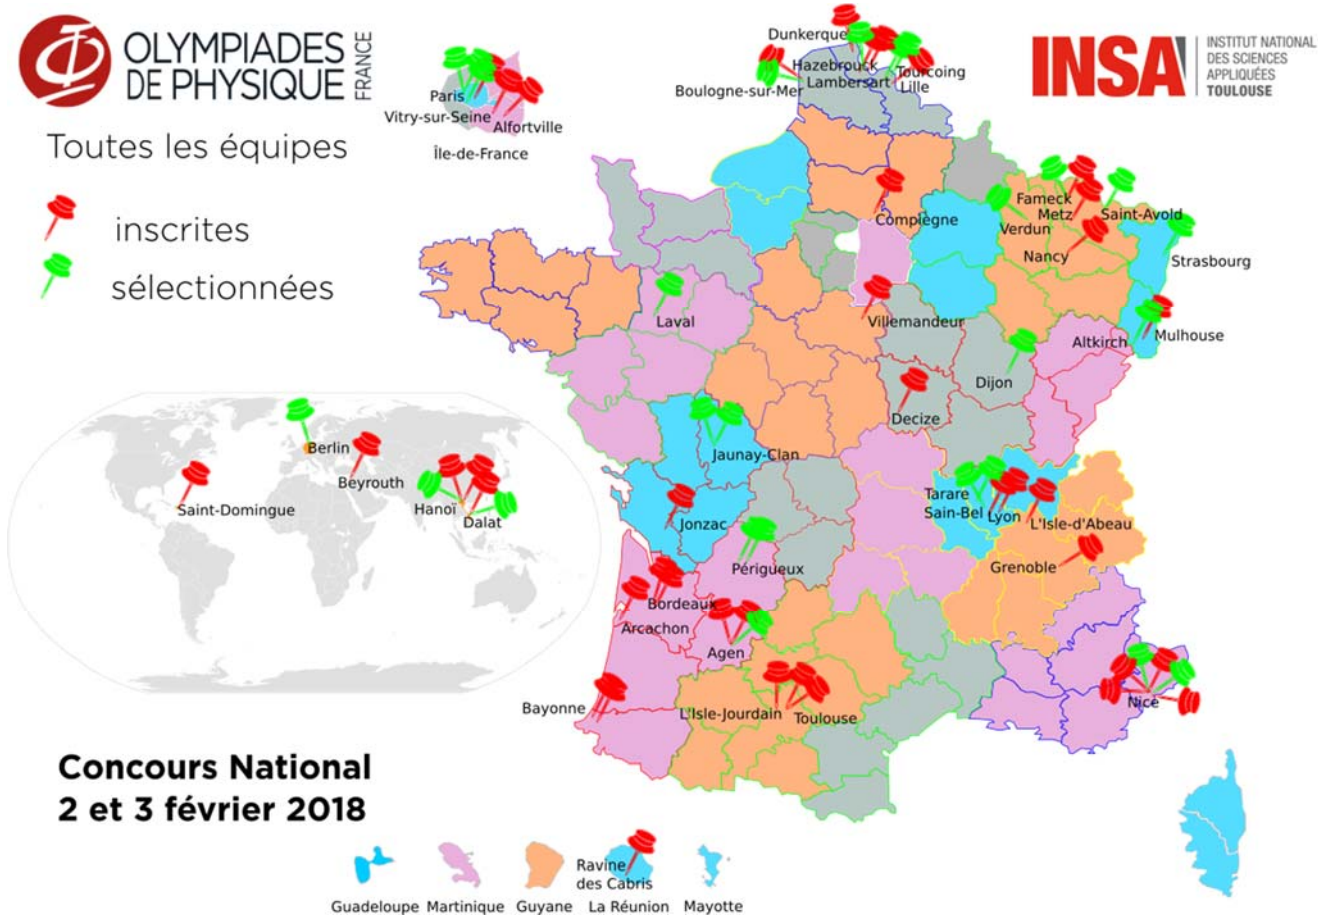 OLYMPIADES
DE PHYSIQUE
FRANCE
INSA
INSTITUT NATIONAL
DES SCIENCES
APPLIQUÉES
TOULOUSE
Toutes les équipes
inscrites
sélectionnées
Paris
Vitry-sur-Seine
Alfortville
Île-de-France
Dunkerque
Hazebrouck
Tourcoing
Boulogne-sur-Mer
Lambersart
Lille
Compiègne
Fameck
Metz
Saint-Avold
Verdun
Nancy
Strasbourg
Laval
Villemandeur
Altkirch
Mulhouse
Dijon
Decize
Jaunay-Clan
Berlin
Beyrouth
Saint-Domingue
Hanoï
Dalat
Jonzac
Tarare
Sain-Bel
Lyon
L'Isle-d'Abeau
Périgueux
Grenoble
Bordeaux
Arcachon
Agen
Bayonne
L'Isle-Jourdain
Toulouse
Nice
Concours National
2 et 3 février 2018
Ravine
des Cabris
Guadeloupe
Martinique
Guyane
La Réunion
Mayotte